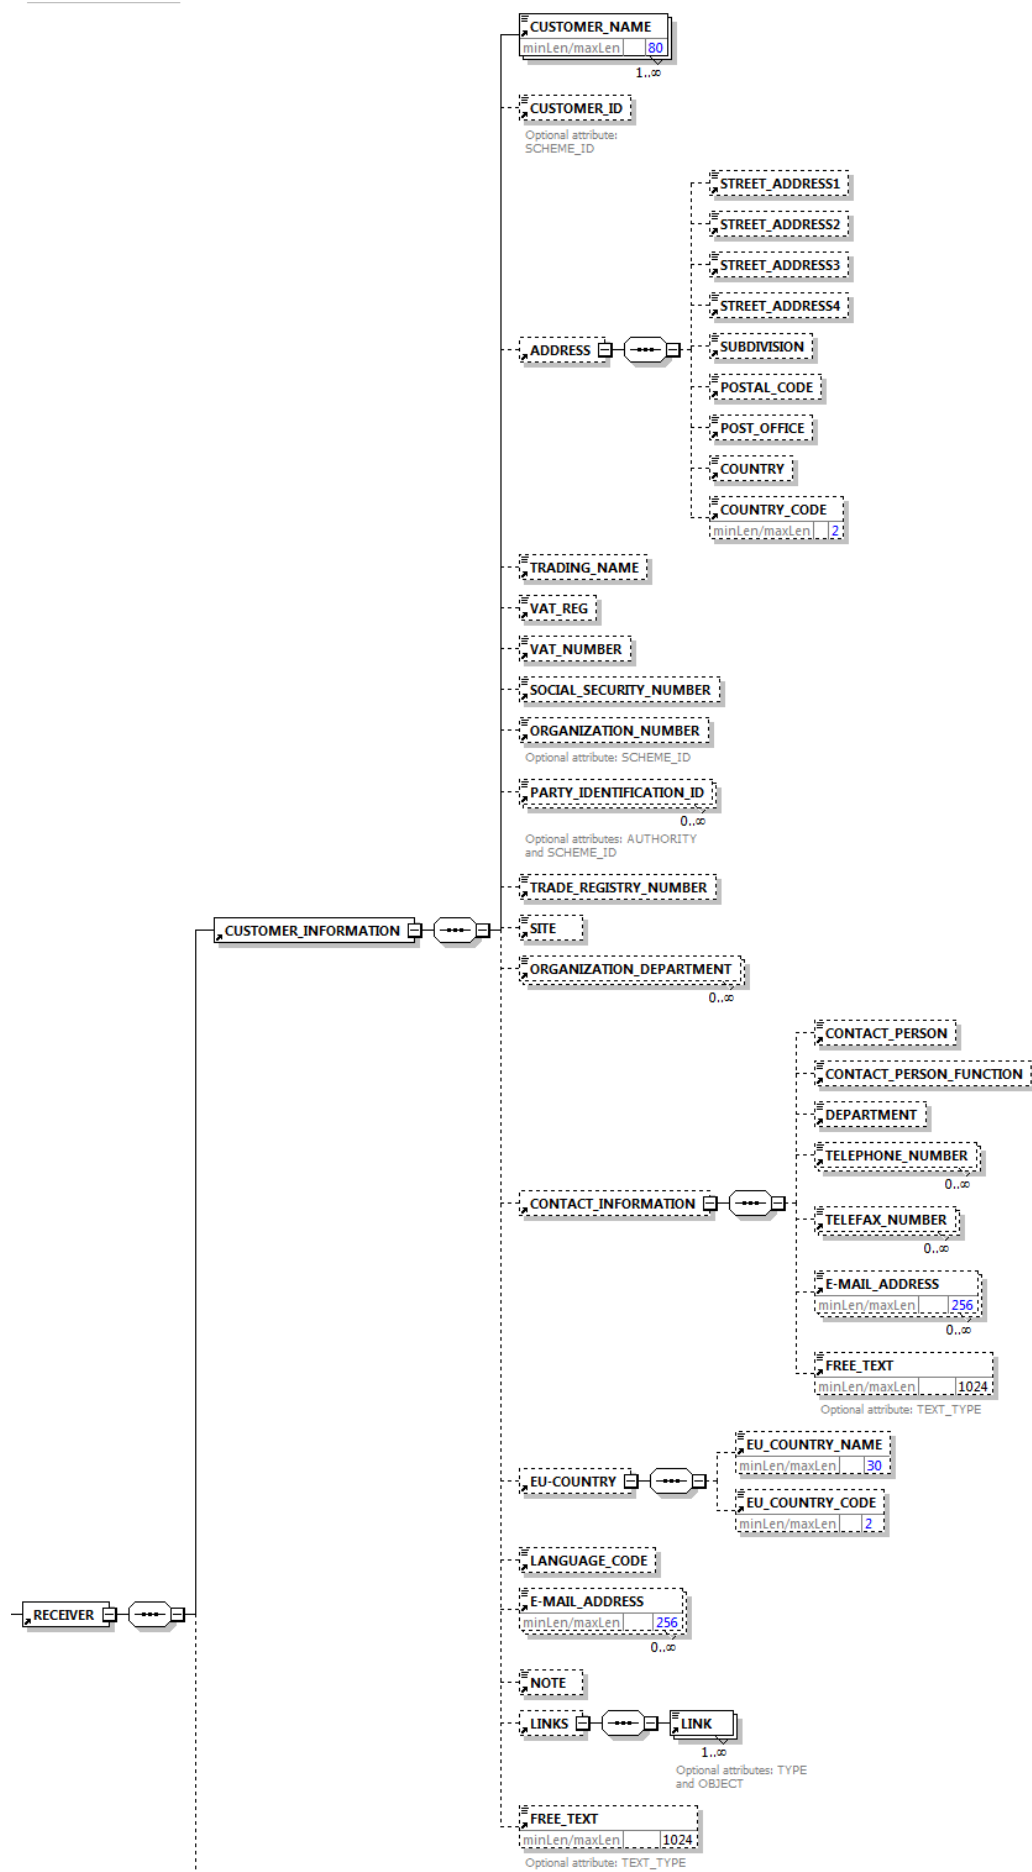 CUSTOMER_NAME
minLen/maxLen 80
1..∞
CUSTOMER_ID
Optional attribute:
SCHEME_ID
STREET_ADDRESS1
STREET_ADDRESS2
STREET_ADDRESS3
STREET_ADDRESS4
ADDRESS
SUBDIVISION
POSTAL_CODE
POST_OFFICE
COUNTRY
COUNTRY_CODE
minLen/maxLen 2
TRADING_NAME
VAT_REG
VAT_NUMBER
SOCIAL_SECURITY_NUMBER
ORGANIZATION_NUMBER
Optional attribute: SCHEME_ID
PARTY_IDENTIFICATION_ID
0..∞
Optional attributes: AUTHORITY
and SCHEME_ID
TRADE_REGISTRY_NUMBER
CUSTOMER_INFORMATION
SITE
ORGANIZATION_DEPARTMENT
0..∞
CONTACT_PERSON
CONTACT_PERSON_FUNCTION
DEPARTMENT
TELEPHONE_NUMBER
0..∞
CONTACT_INFORMATION
TELEFAX_NUMBER
0..∞
E-MAIL_ADDRESS
minLen/maxLen 256
0..∞
FREE_TEXT
minLen/maxLen 1024
Optional attribute: TEXT_TYPE
EU_COUNTRY_NAME
minLen/maxLen 30
EU-COUNTRY
EU_COUNTRY_CODE
minLen/maxLen 2
LANGUAGE_CODE
E-MAIL_ADDRESS
minLen/maxLen 256
0..∞
RECEIVER
NOTE
LINKS
LINK
1..∞
Optional attributes: TYPE
and OBJECT
FREE_TEXT
minLen/maxLen 1024
Optional attribute: TEXT_TYPE